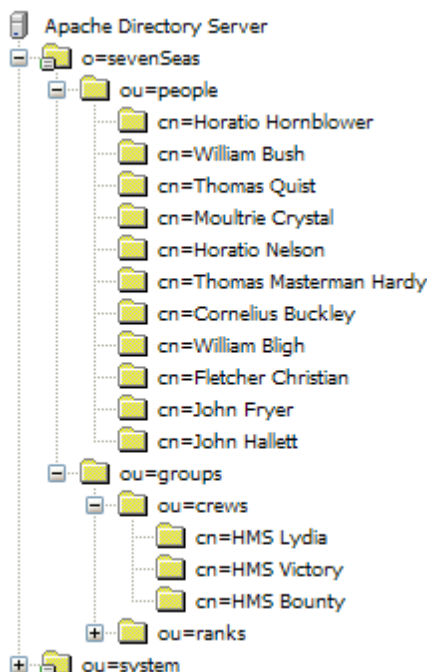 Apache Directory Server
o=sevenSeas
ou=people
cn=Horatio Hornblower
cn=William Bush
cn=Thomas Quist
cn=Moultrie Crystal
cn=Horatio Nelson
cn=Thomas Masterman Hardy
cn=Cornelius Buckley
cn=William Bligh
cn=Fletcher Christian
cn=John Fryer
cn=John Hallett
ou=groups
ou=crews
cn=HMS Lydia
cn=HMS Victory
cn=HMS Bounty
ou=ranks
ou=system